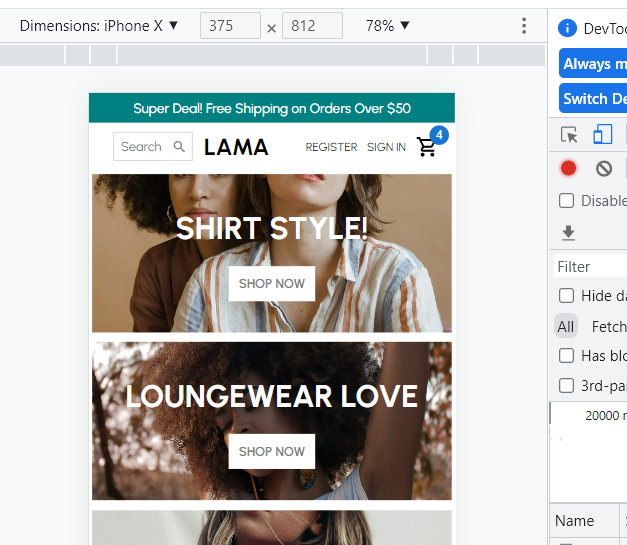 Dimensions: iPhone X ▼ 375 × 812 78% ▼
DevToo
Always m
Switch De
Super Deal! Free Shipping on Orders Over $50
Search LAMA REGISTER SIGN IN 4
SHIRT STYLE!
SHOP NOW
LOUNGEWEAR LOVE
SHOP NOW
Disable
Filter
Hide da
All Fetch
Has blo
3rd-pa
20000 m
Name